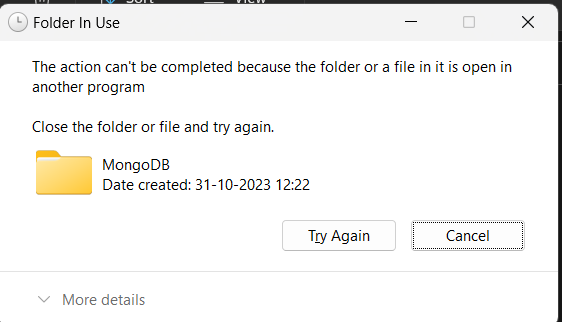 Sort
View
Folder In Use
The action can't be completed because the folder or a file in it is open in
another program
Close the folder or file and try again.
MongoDB
Date created: 31-10-2023 12:22
Try Again
Cancel
More details